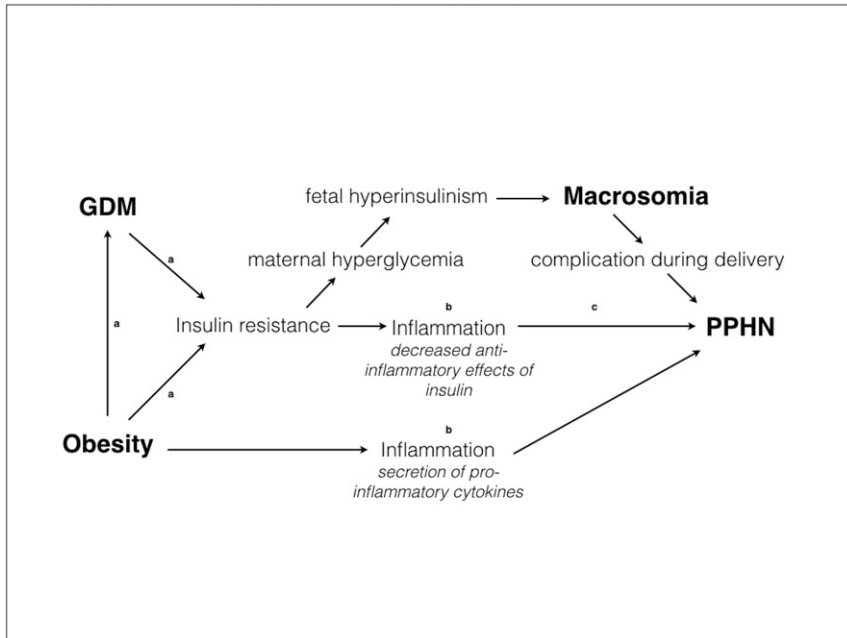 fetal hyperinsulinism
Macrosomia
GDM
a
maternal hyperglycemia
complication during delivery
b
c
a
Insulin resistance
Inflammation
PPHN
decreased anti-
inflammatory effects of
insulin
a
b
Obesity
Inflammation
secretion of pro-
inflammatory cytokines